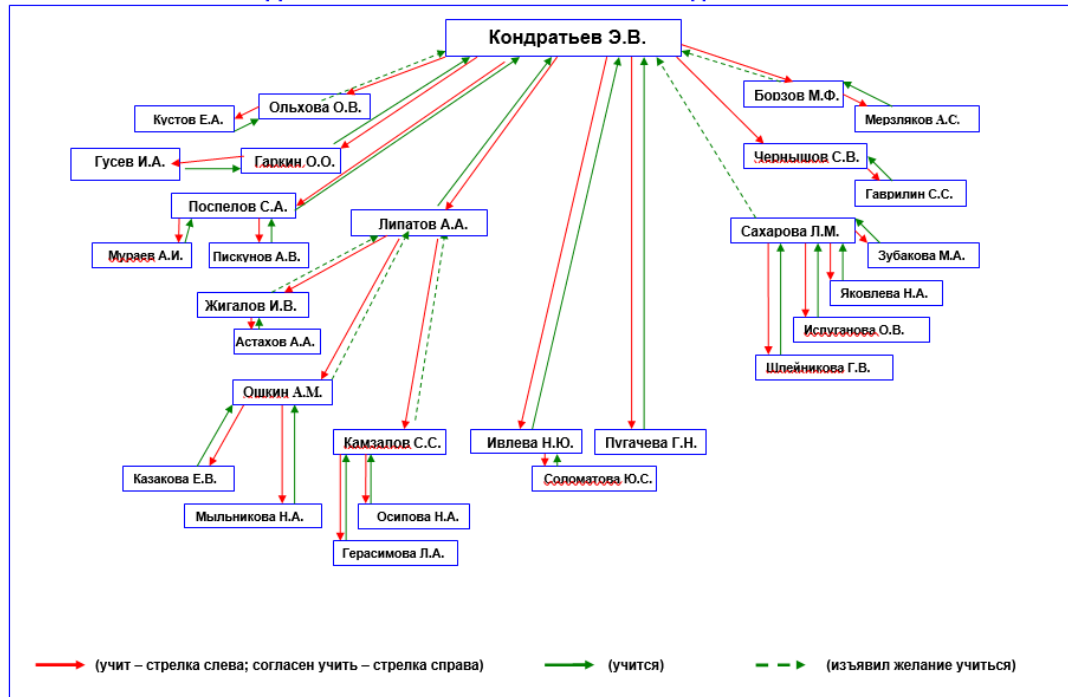 Кондратьев Э.В.
Борзов М.Ф.
Ольхова О.В.
Кустов Е.А.
Мерзляков А.С.
Гусев И.А.
Гаркин О.О.
Чернышов С.В.
Гаврилин С.С.
Поспелов С.А.
Липатов А.А.
Сахарова Л.М.
Мураев А.И.
Пискунов А.В.
Зубакова М.А.
Яковлева Н.А.
Жигалов И.В.
Испуганова О.В.
Астахов А.А.
Шпейникова Г.В.
Ошкин А.М.
Камзалов С.С.
Ивлева Н.Ю.
Пугачева Г.Н.
Казакова Е.В.
Соломатова Ю.С.
Мыльникова Н.А.
Осипова Н.А.
Герасимова Л.А.
(учит – стрелка слева; согласен учить – стрелка справа)
(учится)
(изъявил желание учиться)